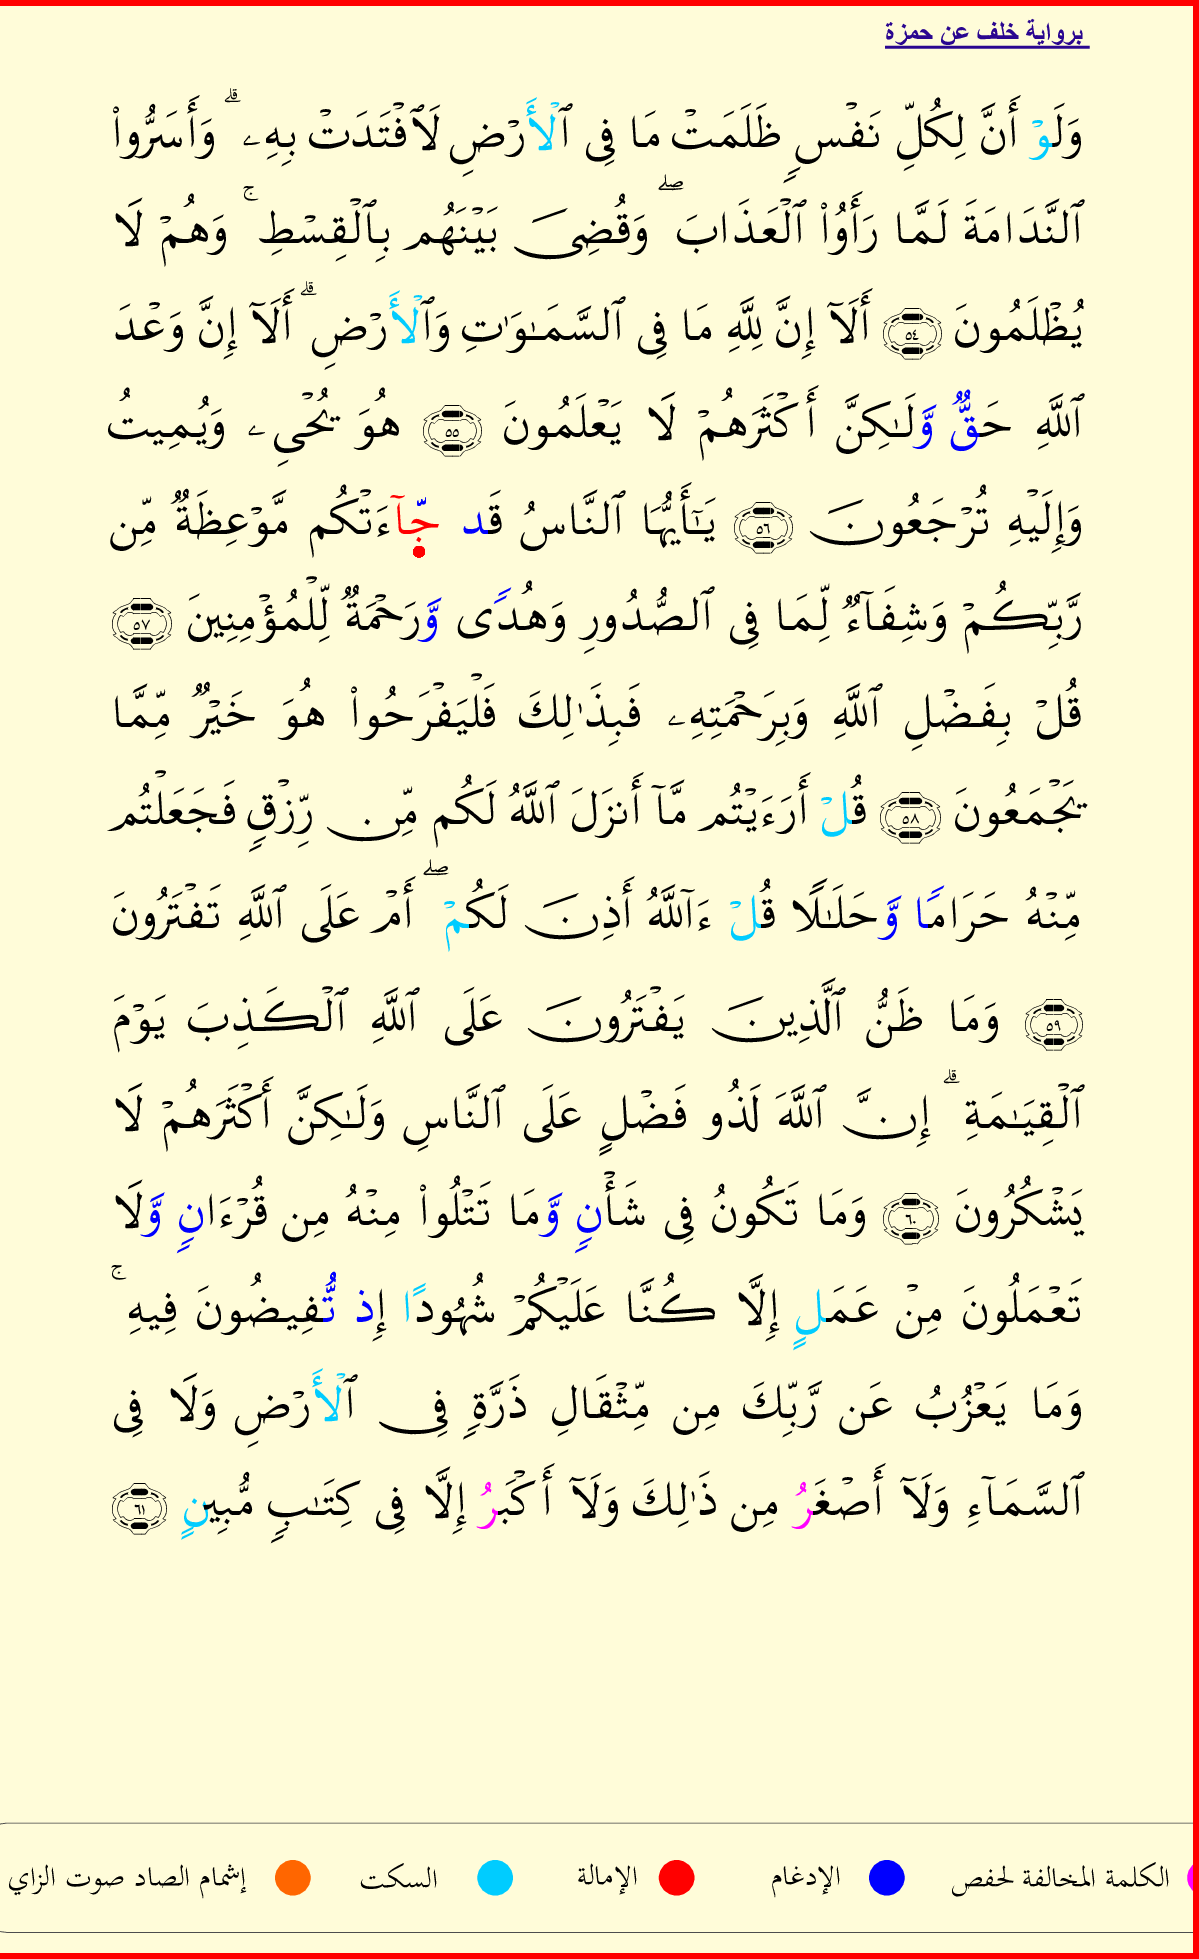 برواية خلف عن حمزة
وَلَوۡ أَنَّ لِكُلِّ نَفۡسٖ ظَلَمَتۡ مَا فِي ٱلۡأَرۡضِ لَٱفۡتَدَتۡ بِهِۦۗ وَأَسَرُّواْ
ٱلنَّدَامَةَ لَمَّا رَأَوُاْ ٱلۡعَذَابَۖ وَقُضِيَ بَيۡنَهُم بِٱلۡقِسۡطِۚ وَهُمۡ لَا
يُظۡلَمُونَ ٥٤ أَلَآ إِنَّ لِلَّهِ مَا فِي ٱلسَّمَٰوَٰتِ وَٱلۡأَرۡضِۗ أَلَآ إِنَّ وَعۡدَ
ٱللَّهِ حَقّٞ وَّلَٰكِنَّ أَكۡثَرَهُمۡ لَا يَعۡلَمُونَ ٥٥ هُوَ يُحۡيِۦ وَيُمِيتُ
وَإِلَيۡهِ تُرۡجَعُونَ ٥٦ يَٰٓأَيُّهَا ٱلنَّاسُ قَد جَّآءَتۡكُم مَّوۡعِظَةٞ مِّن
رَّبِّكُمۡ وَشِفَآءٞ لِّمَا فِي ٱلصُّدُورِ وَهُدٗى وَّرَحۡمَةٞ لِّلۡمُؤۡمِنِينَ ٥٧
قُلۡ بِفَضۡلِ ٱللَّهِ وَبِرَحۡمَتِهِۦ فَبِذَٰلِكَ فَلۡيَفۡرَحُواْ هُوَ خَيۡرٞ مِّمَّا
يَجۡمَعُونَ ٥٨ قُلۡ أَرَءَيۡتُم مَّآ أَنزَلَ ٱللَّهُ لَكُم مِّن رِّزۡقٖ فَجَعَلۡتُم
مِّنۡهُ حَرَامٗا وَّحَلَٰلٗا قُلۡ ءَآللَّهُ أَذِنَ لَكُمۡۖ أَمۡ عَلَى ٱللَّهِ تَفۡتَرُونَ
٥٩ وَمَا ظَنُّ ٱلَّذِينَ يَفۡتَرُونَ عَلَى ٱللَّهِ ٱلۡكَذِبَ يَوۡمَ
ٱلۡقِيَٰمَةِۗ إِنَّ ٱللَّهَ لَذُو فَضۡلٍ عَلَى ٱلنَّاسِ وَلَٰكِنَّ أَكۡثَرَهُمۡ لَا
يَشۡكُرُونَ ٦٠ وَمَا تَكُونُ فِي شَأۡنٖ وَّمَا تَتۡلُواْ مِنۡهُ مِن قُرۡءَانٖ وَّلَا
تَعۡمَلُونَ مِنۡ عَمَلٍ إِلَّا كُنَّا عَلَيۡكُمۡ شُهُودًا إِذ تُّفِيضُونَ فِيهِۚ
وَمَا يَعۡزُبُ عَن رَّبِّكَ مِن مِّثۡقَالِ ذَرَّةٖ فِي ٱلۡأَرۡضِ وَلَا فِي
ٱلسَّمَآءِ وَلَآ أَصۡغَرُ مِن ذَٰلِكَ وَلَآ أَكۡبَرُ إِلَّا فِي كِتَٰبٖ مُّبِينٍ ٦١
الكلمة المخالفة لحفص الإدغام الإمالة السكت إشمام الصاد صوت الزاي